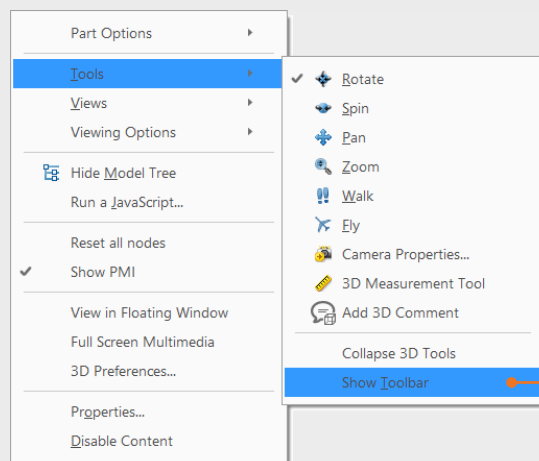 Part Options
Tools
Views
Viewing Options
Hide Model Tree
Run a JavaScript...
Reset all nodes
Show PMI
View in Floating Window
Full Screen Multimedia
3D Preferences...
Properties...
Disable Content
Rotate
Spin
Pan
Zoom
Walk
Fly
Camera Properties...
3D Measurement Tool
Add 3D Comment
Collapse 3D Tools
Show Toolbar